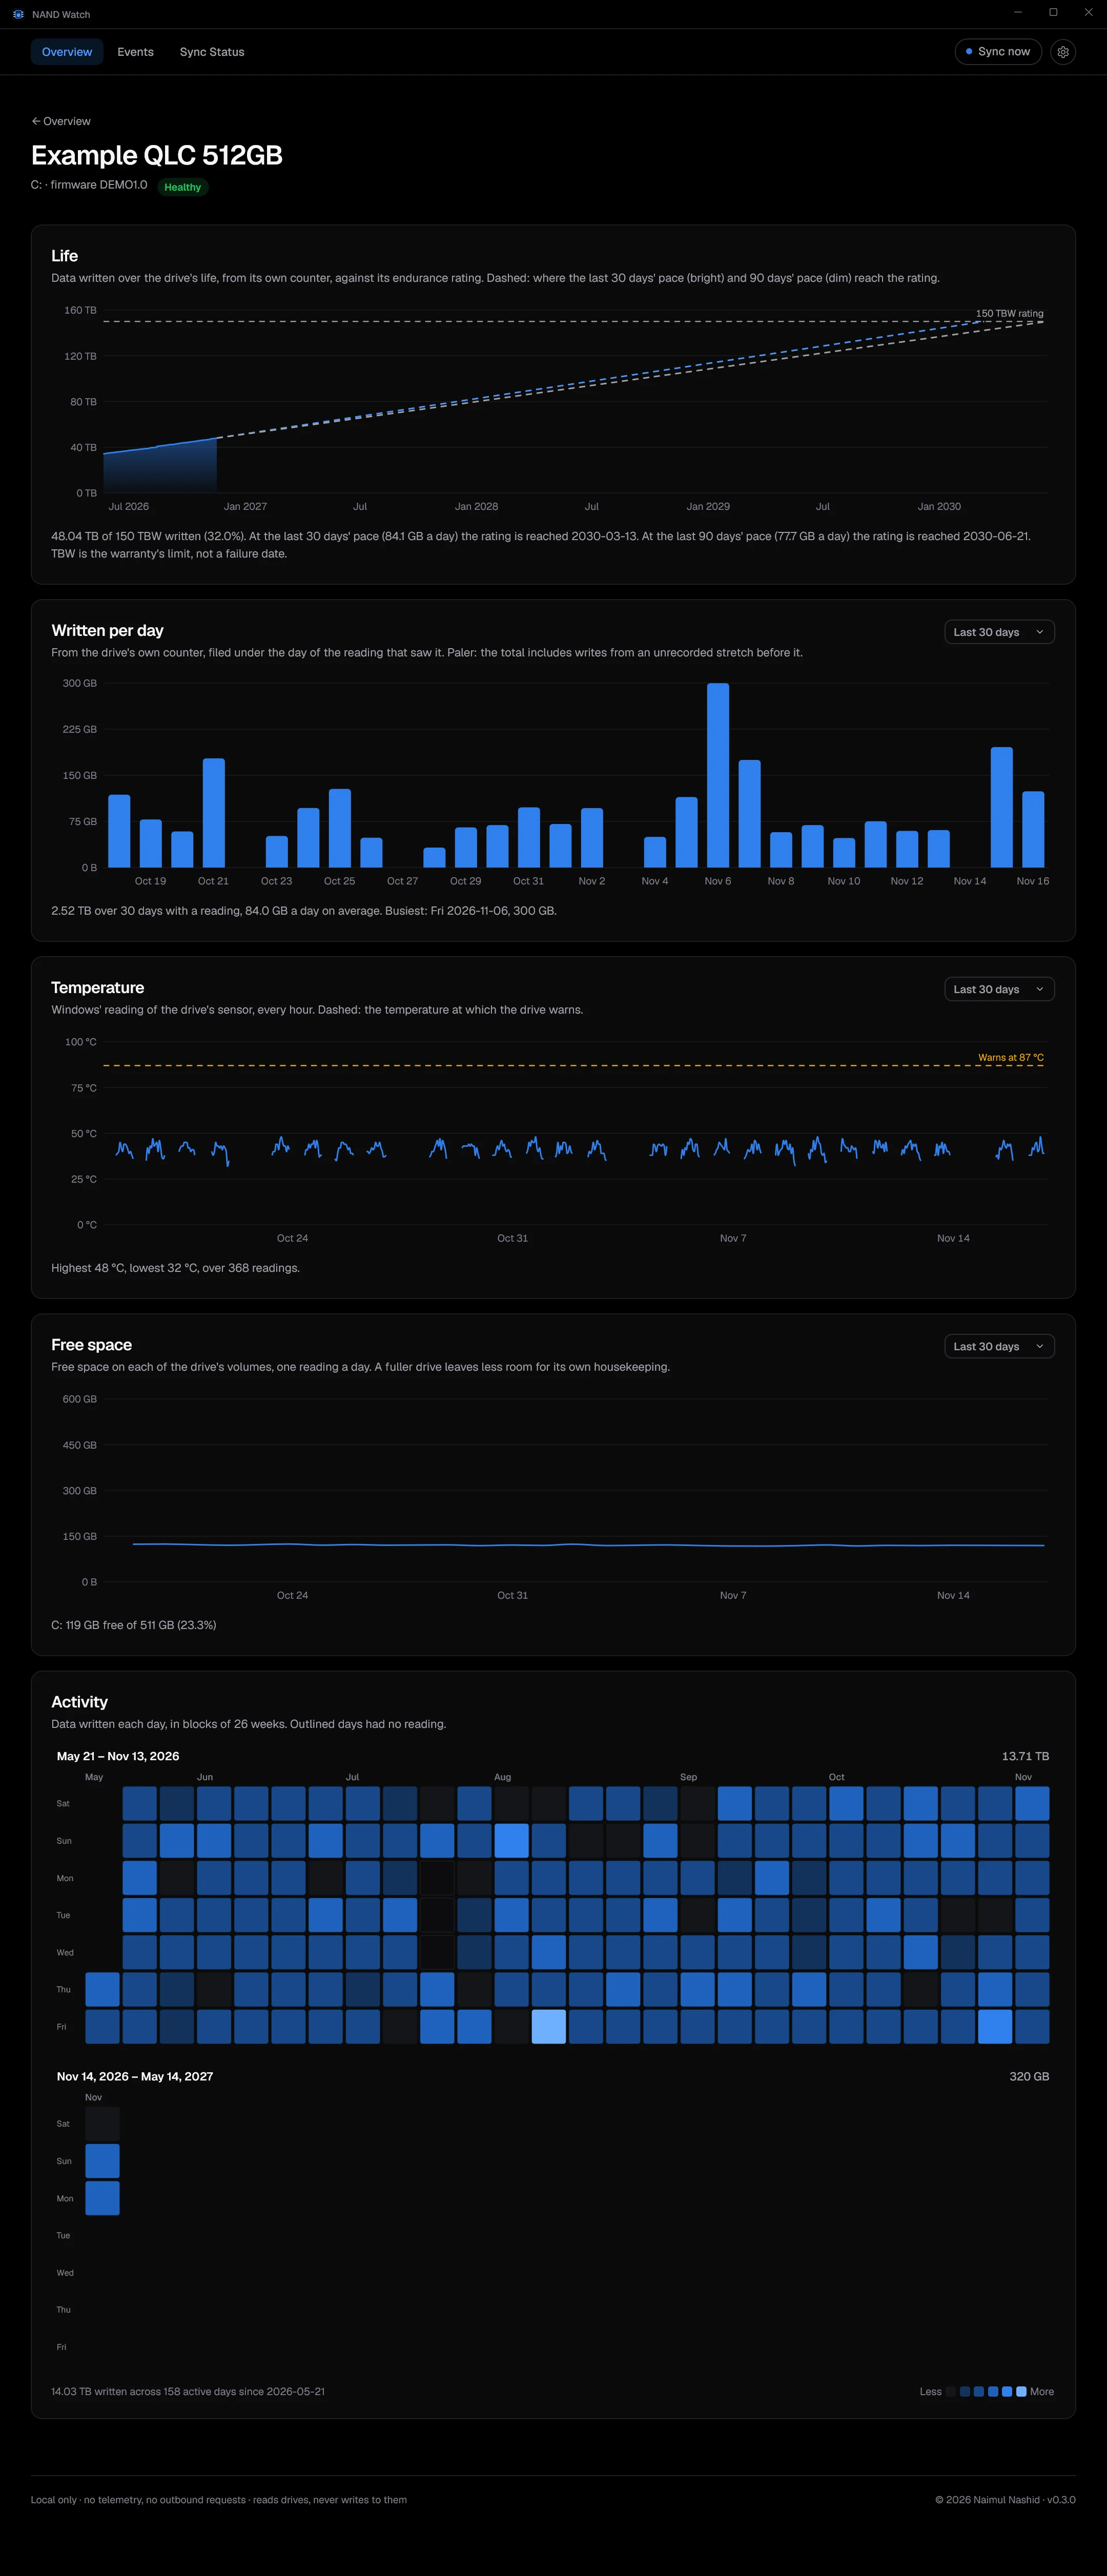 NAND Watch
Overview
Events
Sync Status
Sync now
← Overview
Example QLC 512GB
C: · firmware DEMO1.0
Healthy
Life
Data written over the drive's life, from its own counter, against its endurance rating. Dashed: where the last 30 days' pace (bright) and 90 days' pace (dim) reach the rating.
160 TB
150 TBW rating
120 TB
80 TB
40 TB
0 TB
Jul 2026
Jan 2027
Jul
Jan 2028
Jul
Jan 2029
Jul
Jan 2030
48.04 TB of 150 TBW written (32.0%). At the last 30 days' pace (84.1 GB a day) the rating is reached 2030-03-13. At the last 90 days' pace (77.7 GB a day) the rating is reached 2030-06-21.
TBW is the warranty's limit, not a failure date.
Written per day
Last 30 days
From the drive's own counter, filed under the day of the reading that saw it. Paler: the total includes writes from an unrecorded stretch before it.
300 GB
225 GB
150 GB
75 GB
0 B
Oct 19
Oct 21
Oct 23
Oct 25
Oct 27
Oct 29
Oct 31
Nov 2
Nov 4
Nov 6
Nov 8
Nov 10
Nov 12
Nov 14
Nov 16
2.52 TB over 30 days with a reading, 84.0 GB a day on average. Busiest: Fri 2026-11-06, 300 GB.
Temperature
Last 30 days
Windows' reading of the drive's sensor, every hour. Dashed: the temperature at which the drive warns.
100 °C
Warns at 87 °C
75 °C
50 °C
25 °C
0 °C
Oct 24
Oct 31
Nov 7
Nov 14
Highest 48 °C, lowest 32 °C, over 368 readings.
Free space
Last 30 days
Free space on each of the drive's volumes, one reading a day. A fuller drive leaves less room for its own housekeeping.
600 GB
450 GB
300 GB
150 GB
0 B
Oct 24
Oct 31
Nov 7
Nov 14
C: 119 GB free of 511 GB (23.3%)
Activity
Data written each day, in blocks of 26 weeks. Outlined days had no reading.
May 21 – Nov 13, 2026
13.71 TB
May
Jun
Jul
Aug
Sep
Oct
Nov
Sat
Sun
Mon
Tue
Wed
Thu
Fri
Nov 14, 2026 – May 14, 2027
320 GB
Nov
Sat
Sun
Mon
Tue
Wed
Thu
Fri
14.03 TB written across 158 active days since 2026-05-21
Less
More
Local only · no telemetry, no outbound requests · reads drives, never writes to them
© 2026 Naimul Nashid · v0.3.0